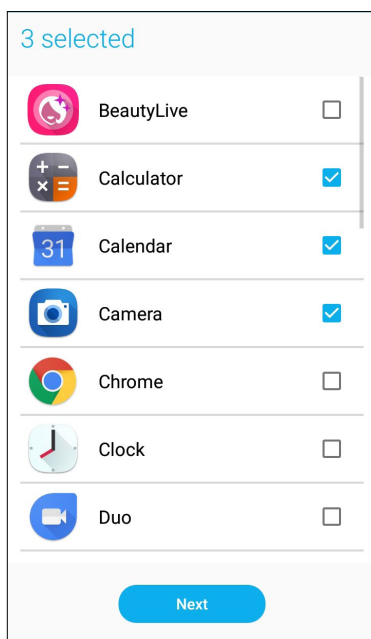 3 selected
BeautyLive
Calculator
31
Calendar
Camera
Chrome
Clock
Duo
Next